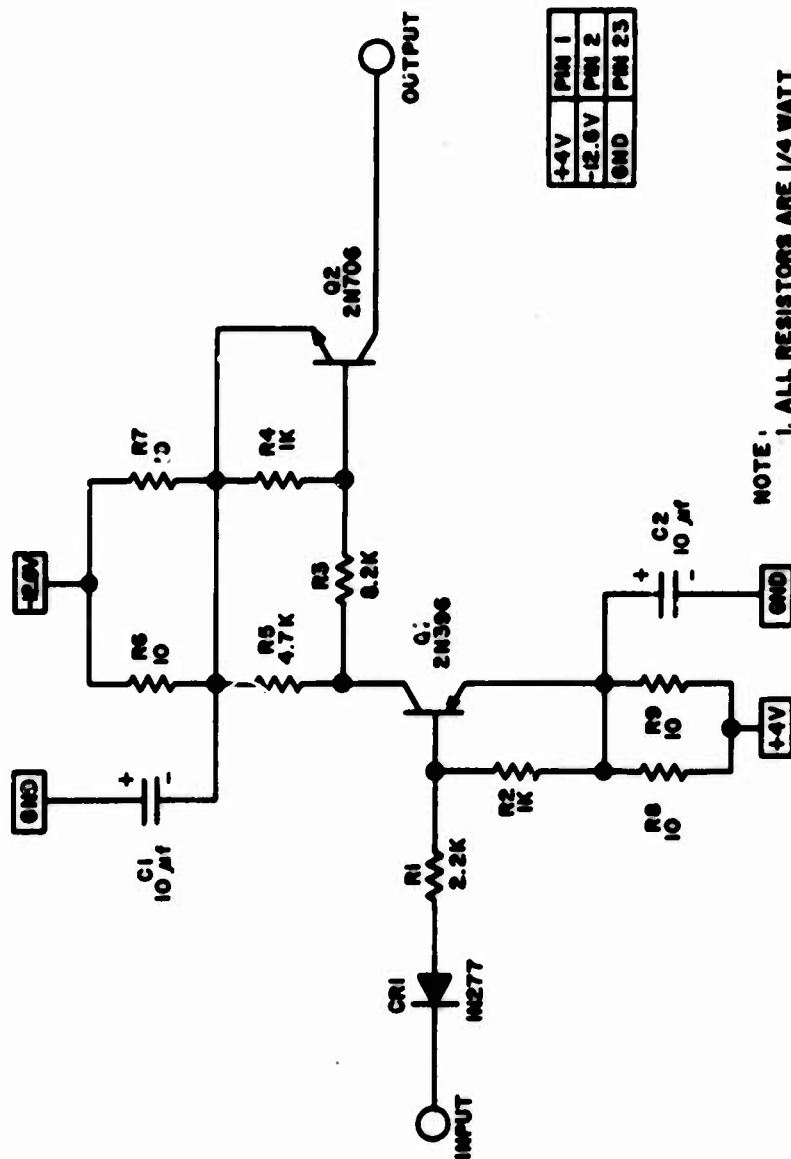 GND
-12.6V
C1
10 µf
R6
10
R7
10
R5
4.7K
R4
1K
R3
8.2K
Q2
2N706
OUTPUT
INPUT
CR1
1N277
R1
2.2K
R2
1K
Q1
2N396
R8
10
R9
10
C2
10 µf
+4V
GND
+4V PIN 1
-12.6V PIN 2
GND PIN 23
NOTE:
1. ALL RESISTORS ARE 1/4 WATT
+
-
+
-